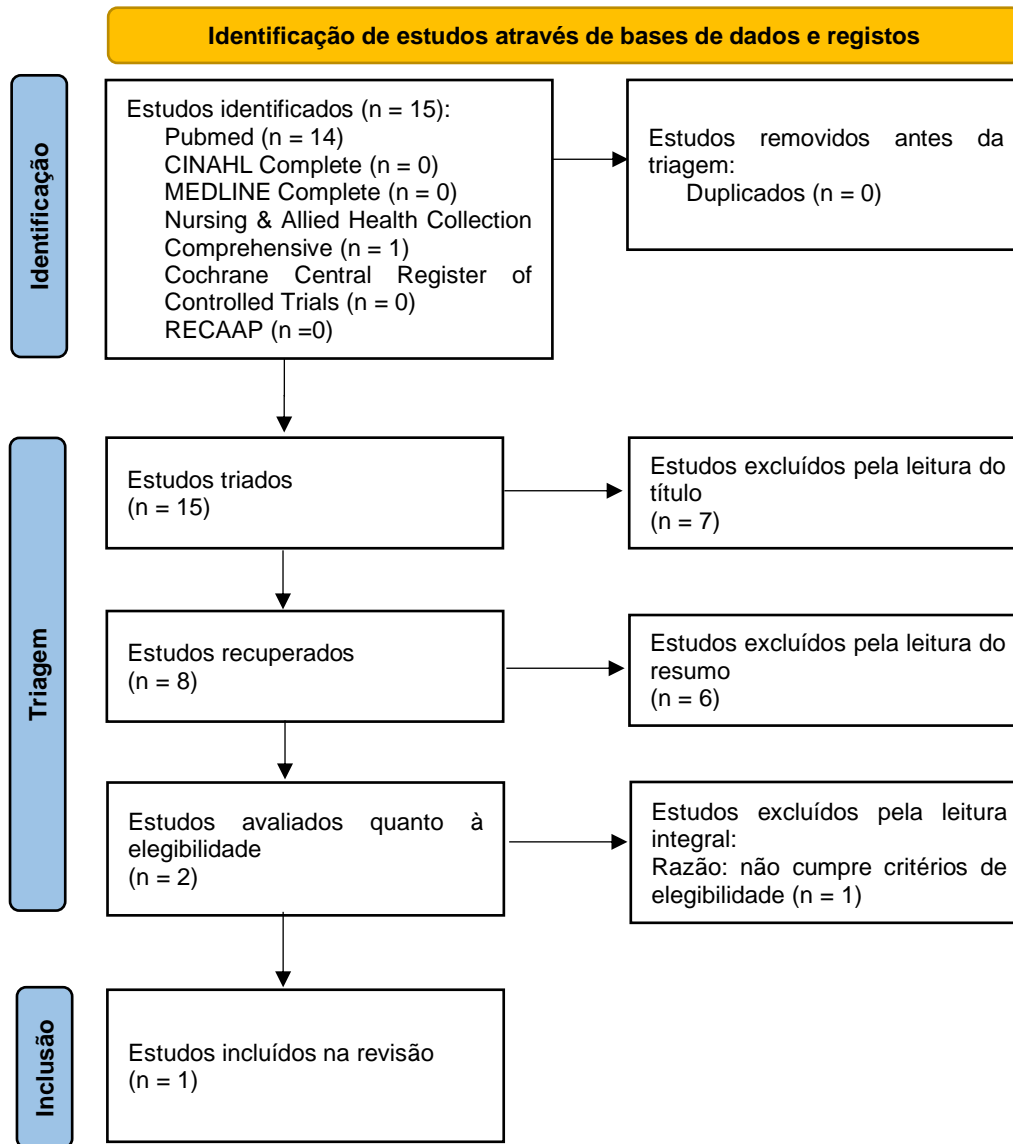 Identificação de estudos através de bases de dados e registos
Identificação
Estudos identificados (n = 15):
Pubmed (n = 14)
CINAHL Complete (n = 0)
MEDLINE Complete (n = 0)
Nursing & Allied Health Collection
Comprehensive (n = 1)
Cochrane Central Register of
Controlled Trials (n = 0)
RECAAP (n =0)
Estudos removidos antes da
triagem:
Duplicados (n = 0)
Triagem
Estudos triados
(n = 15)
Estudos excluídos pela leitura do
título
(n = 7)
Estudos recuperados
(n = 8)
Estudos excluídos pela leitura do
resumo
(n = 6)
Estudos avaliados quanto à
elegibilidade
(n = 2)
Estudos excluídos pela leitura
integral:
Razão: não cumpre critérios de
elegibilidade (n = 1)
Inclusão
Estudos incluídos na revisão
(n = 1)